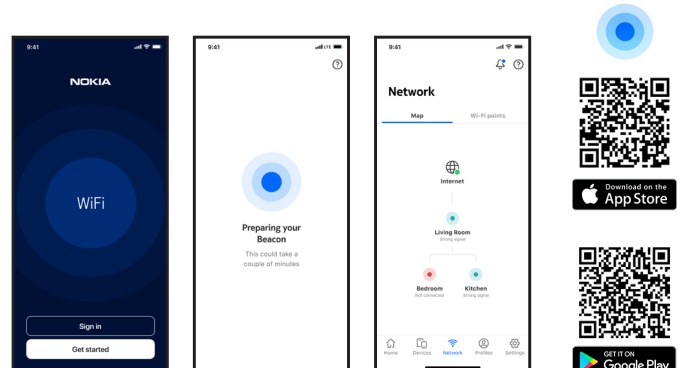 9:41
NOKIA
WiFi
Sign in
Get started
9:41
LTE
Preparing your
Beacon
This could take a
couple of minutes
9:41
Network
Map
Wi-Fi points
Internet
Living Room
Strong signal
Bedroom
Not connected
Kitchen
Strong signal
Home
Devices
Network
Profiles
Settings
Download on the
App Store
GET IT ON
Google Play